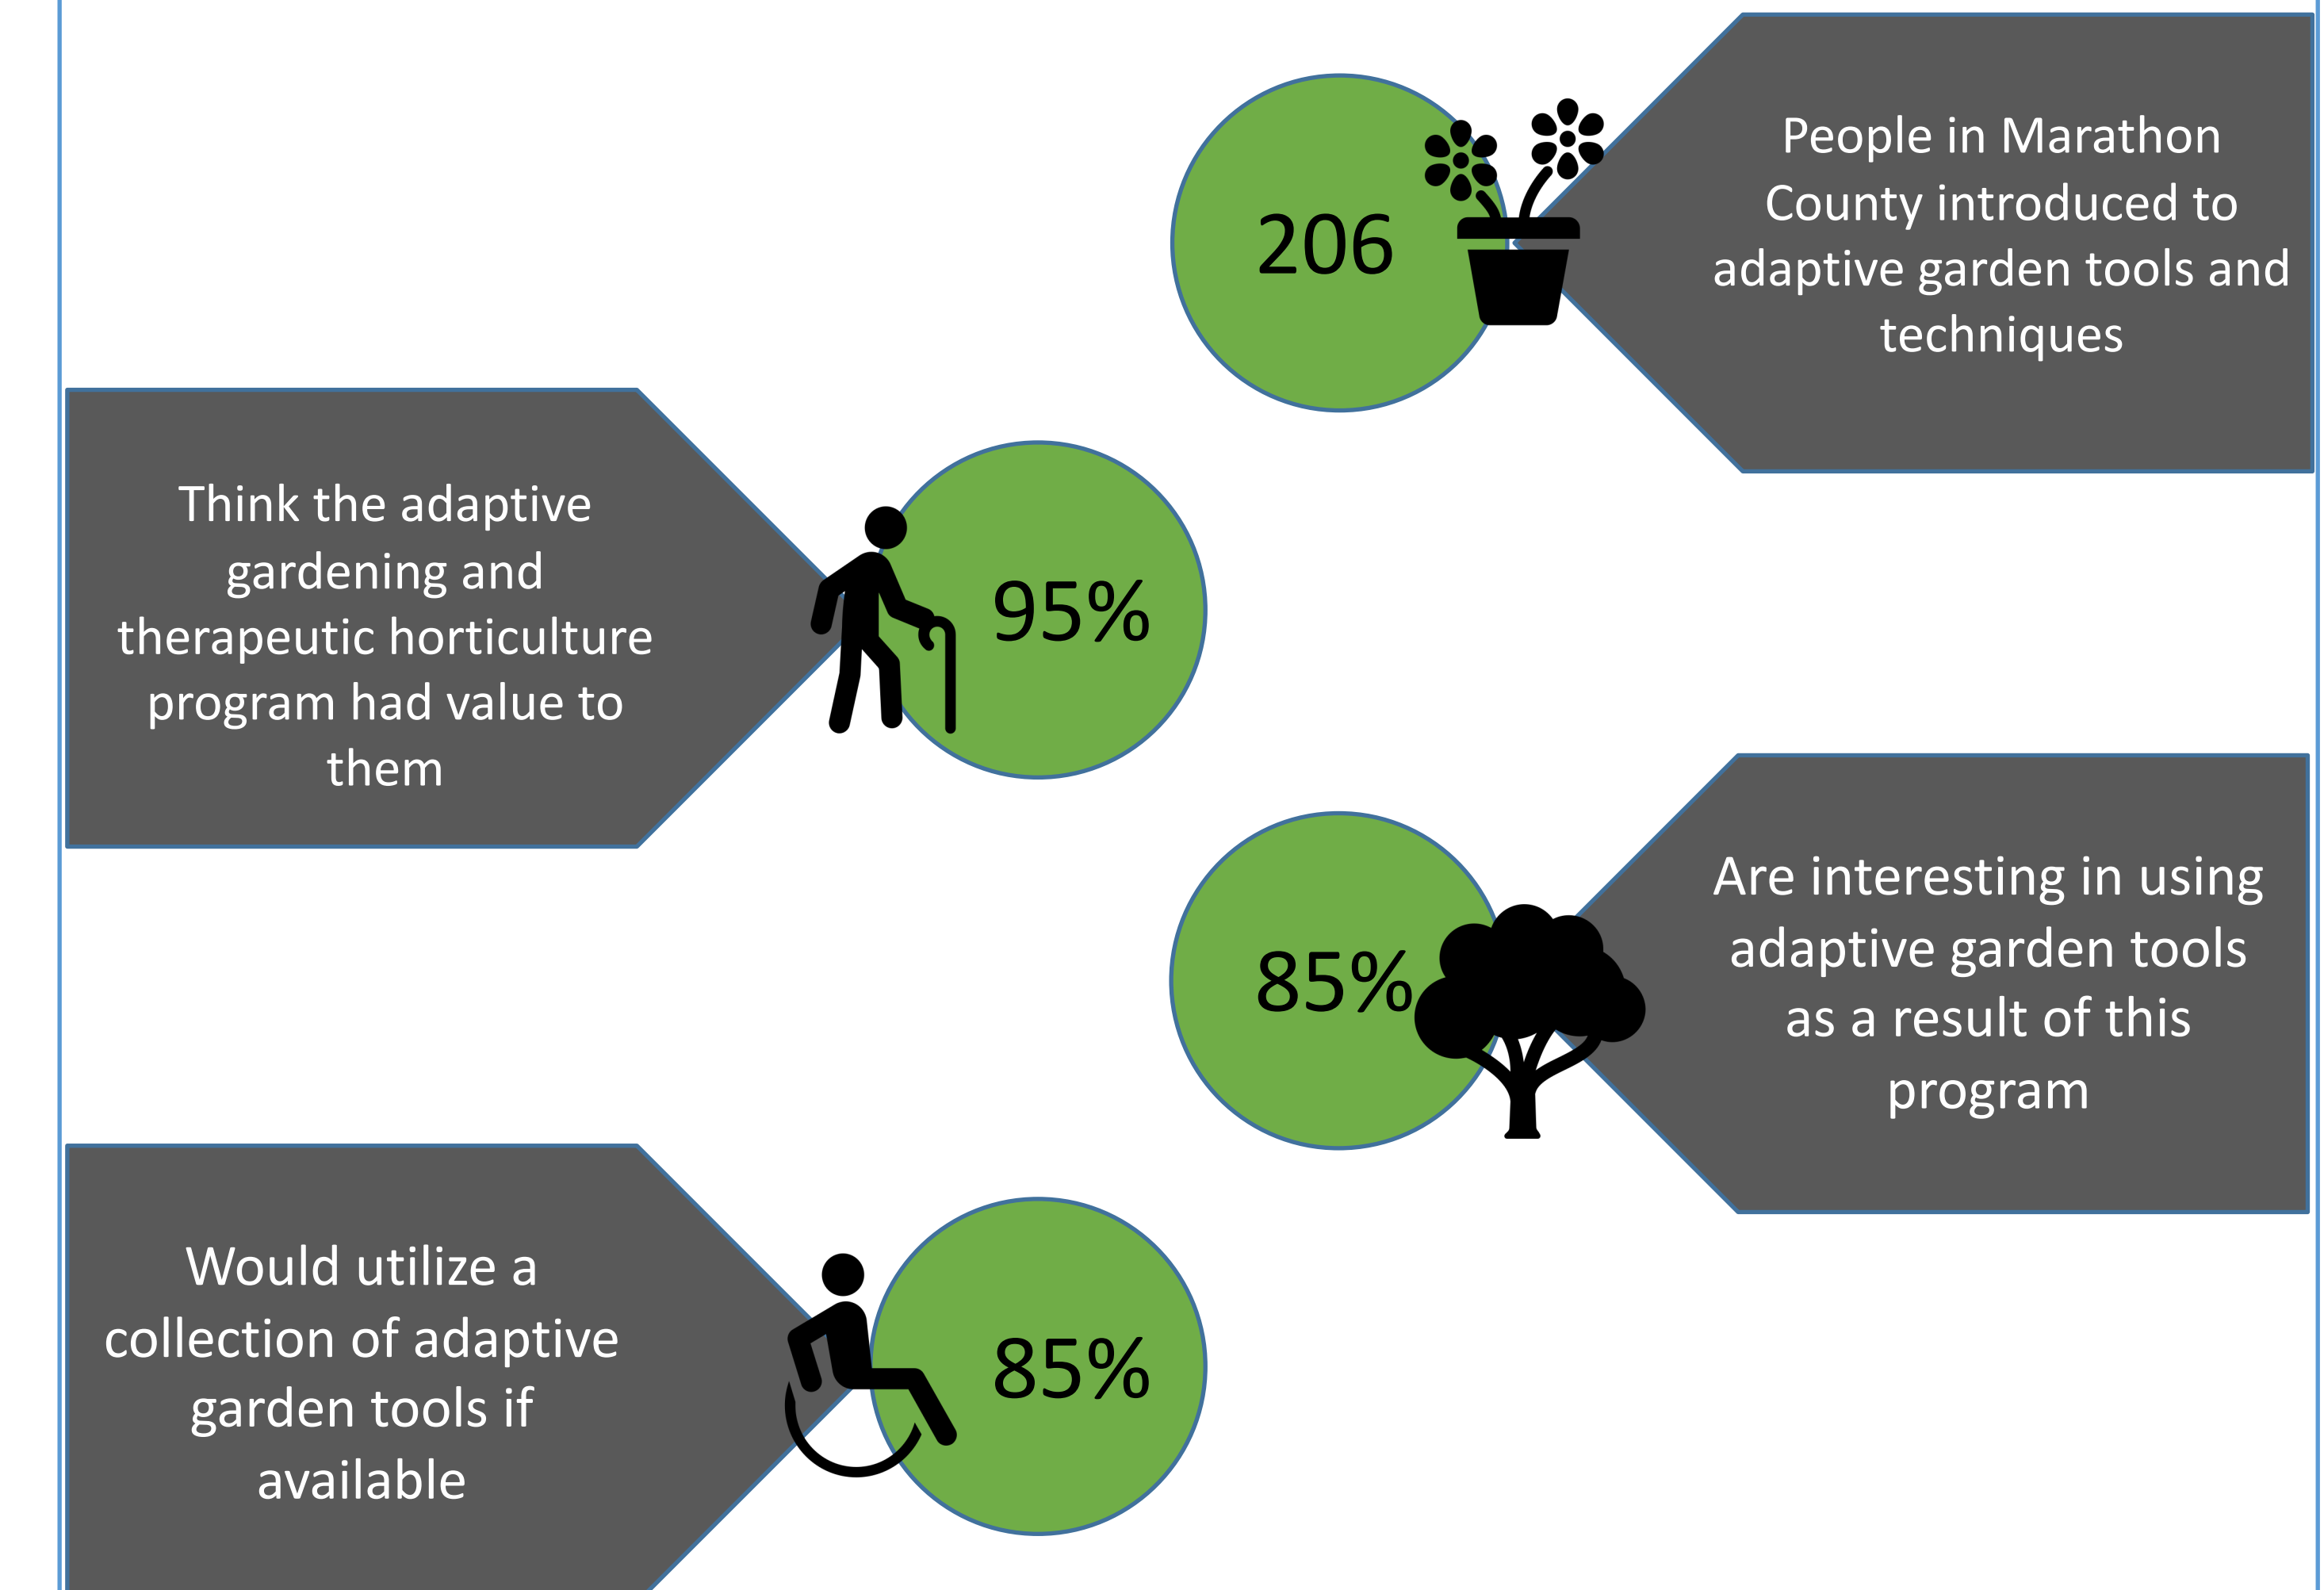 206
People in Marathon
County introduced to
adaptive garden tools and
techniques
Think the adaptive
gardening and
therapeutic horticulture
program had value to
them
95%
85%
Are interesting in using
adaptive garden tools
as a result of this
program
Would utilize a
collection of adaptive
garden tools if
available
85%